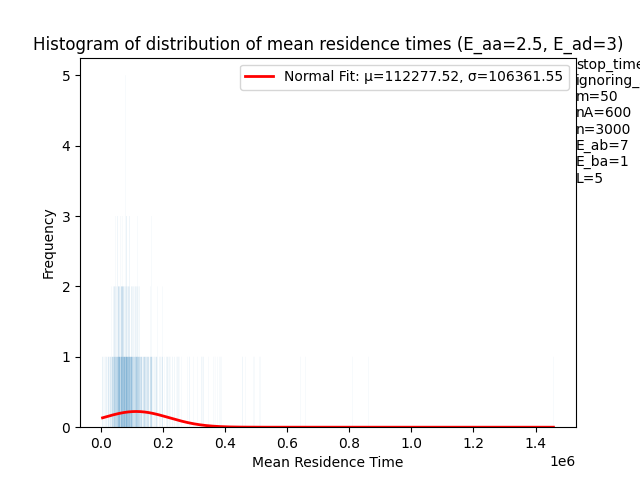 Histogram of distribution of mean residence times (E_aa=2.5, E_ad=3)
Normal Fit: μ=112277.52, σ=106361.55
stop_time
ignoring_
m=50
nA=600
n=3000
E_ab=7
E_ba=1
L=5
Frequency
5
4
3
2
1
0
0.0 0.2 0.4 0.6 0.8 1.0 1.2 1.4
1e6
Mean Residence Time